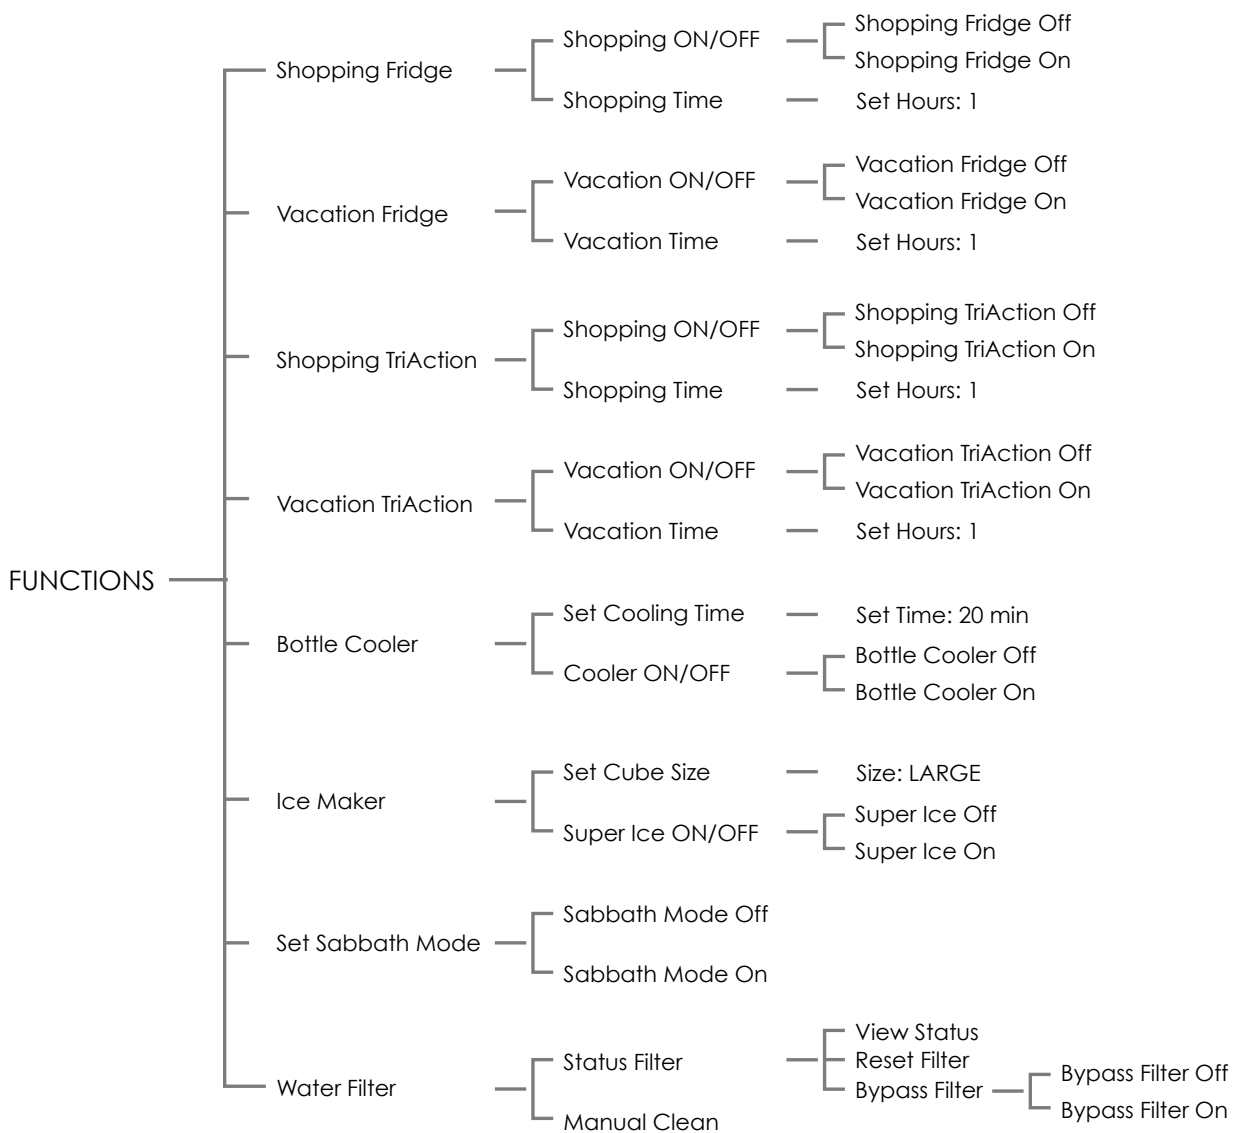 FUNCTIONS
Shopping Fridge
Shopping ON/OFF
Shopping Fridge Off
Shopping Fridge On
Shopping Time
Set Hours: 1
Vacation Fridge
Vacation ON/OFF
Vacation Fridge Off
Vacation Fridge On
Vacation Time
Set Hours: 1
Shopping TriAction
Shopping ON/OFF
Shopping TriAction Off
Shopping TriAction On
Shopping Time
Set Hours: 1
Vacation TriAction
Vacation ON/OFF
Vacation TriAction Off
Vacation TriAction On
Vacation Time
Set Hours: 1
Bottle Cooler
Set Cooling Time
Set Time: 20 min
Cooler ON/OFF
Bottle Cooler Off
Bottle Cooler On
Ice Maker
Set Cube Size
Size: LARGE
Super Ice ON/OFF
Super Ice Off
Super Ice On
Set Sabbath Mode
Sabbath Mode Off
Sabbath Mode On
Water Filter
Status Filter
View Status
Reset Filter
Bypass Filter
Bypass Filter Off
Bypass Filter On
Manual Clean